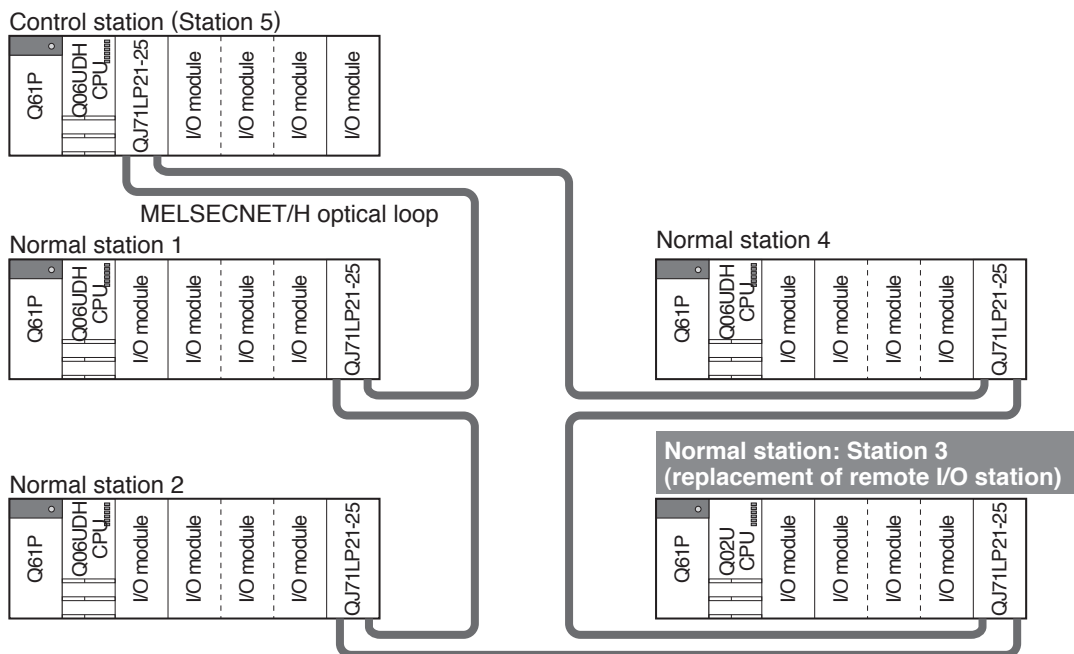 Control station (Station 5)
Q61P
Q06UDH
CPU
QJ71LP21-25
I/O module
I/O module
I/O module
I/O module
MELSECNET/H optical loop
Normal station 1
Q61P
Q06UDH
CPU
I/O module
I/O module
I/O module
I/O module
QJ71LP21-25
Normal station 4
Q61P
Q06UDH
CPU
I/O module
I/O module
I/O module
I/O module
QJ71LP21-25
Normal station 2
Q61P
Q06UDH
CPU
I/O module
I/O module
I/O module
I/O module
QJ71LP21-25
Normal station: Station 3
(replacement of remote I/O station)
Q61P
Q02U
CPU
I/O module
I/O module
I/O module
I/O module
QJ71LP21-25